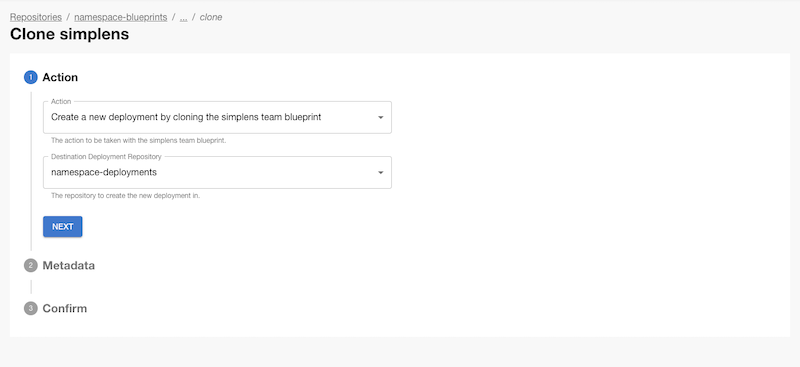 Repositories / namespace-blueprints / ... / clone
Clone simplens
1 Action
Action
Create a new deployment by cloning the simplens team blueprint
The action to be taken with the simplens team blueprint.
Destination Deployment Repository
namespace-deployments
The repository to create the new deployment in.
NEXT
2 Metadata
3 Confirm